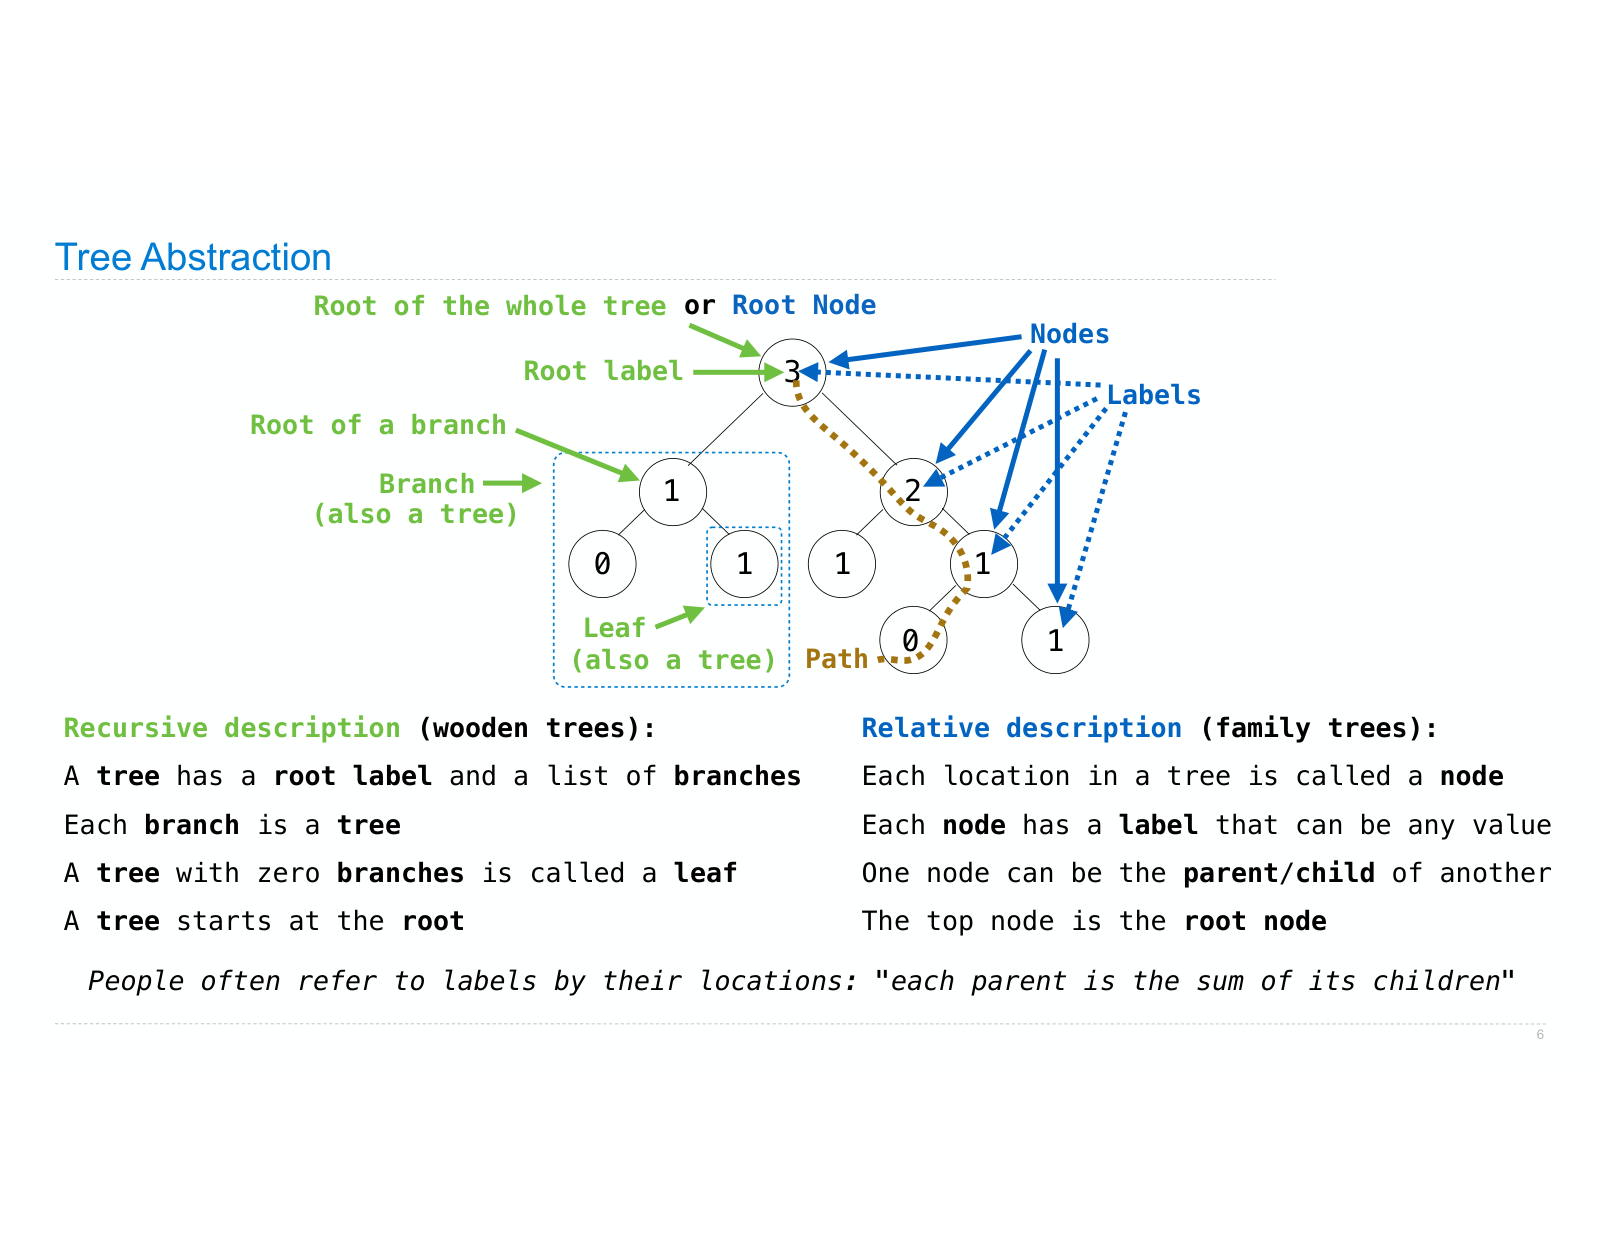 Tree Abstraction
Root of the whole tree or Root Node
Nodes
Root label
3
Labels
Root of a branch
Branch
(also a tree)
1
2
0
1
1
1
Leaf
(also a tree)
Path
0
1
Recursive description (wooden trees):
A tree has a root label and a list of branches
Each branch is a tree
A tree with zero branches is called a leaf
A tree starts at the root
Relative description (family trees):
Each location in a tree is called a node
Each node has a label that can be any value
One node can be the parent/child of another
The top node is the root node
People often refer to labels by their locations: "each parent is the sum of its children"
6